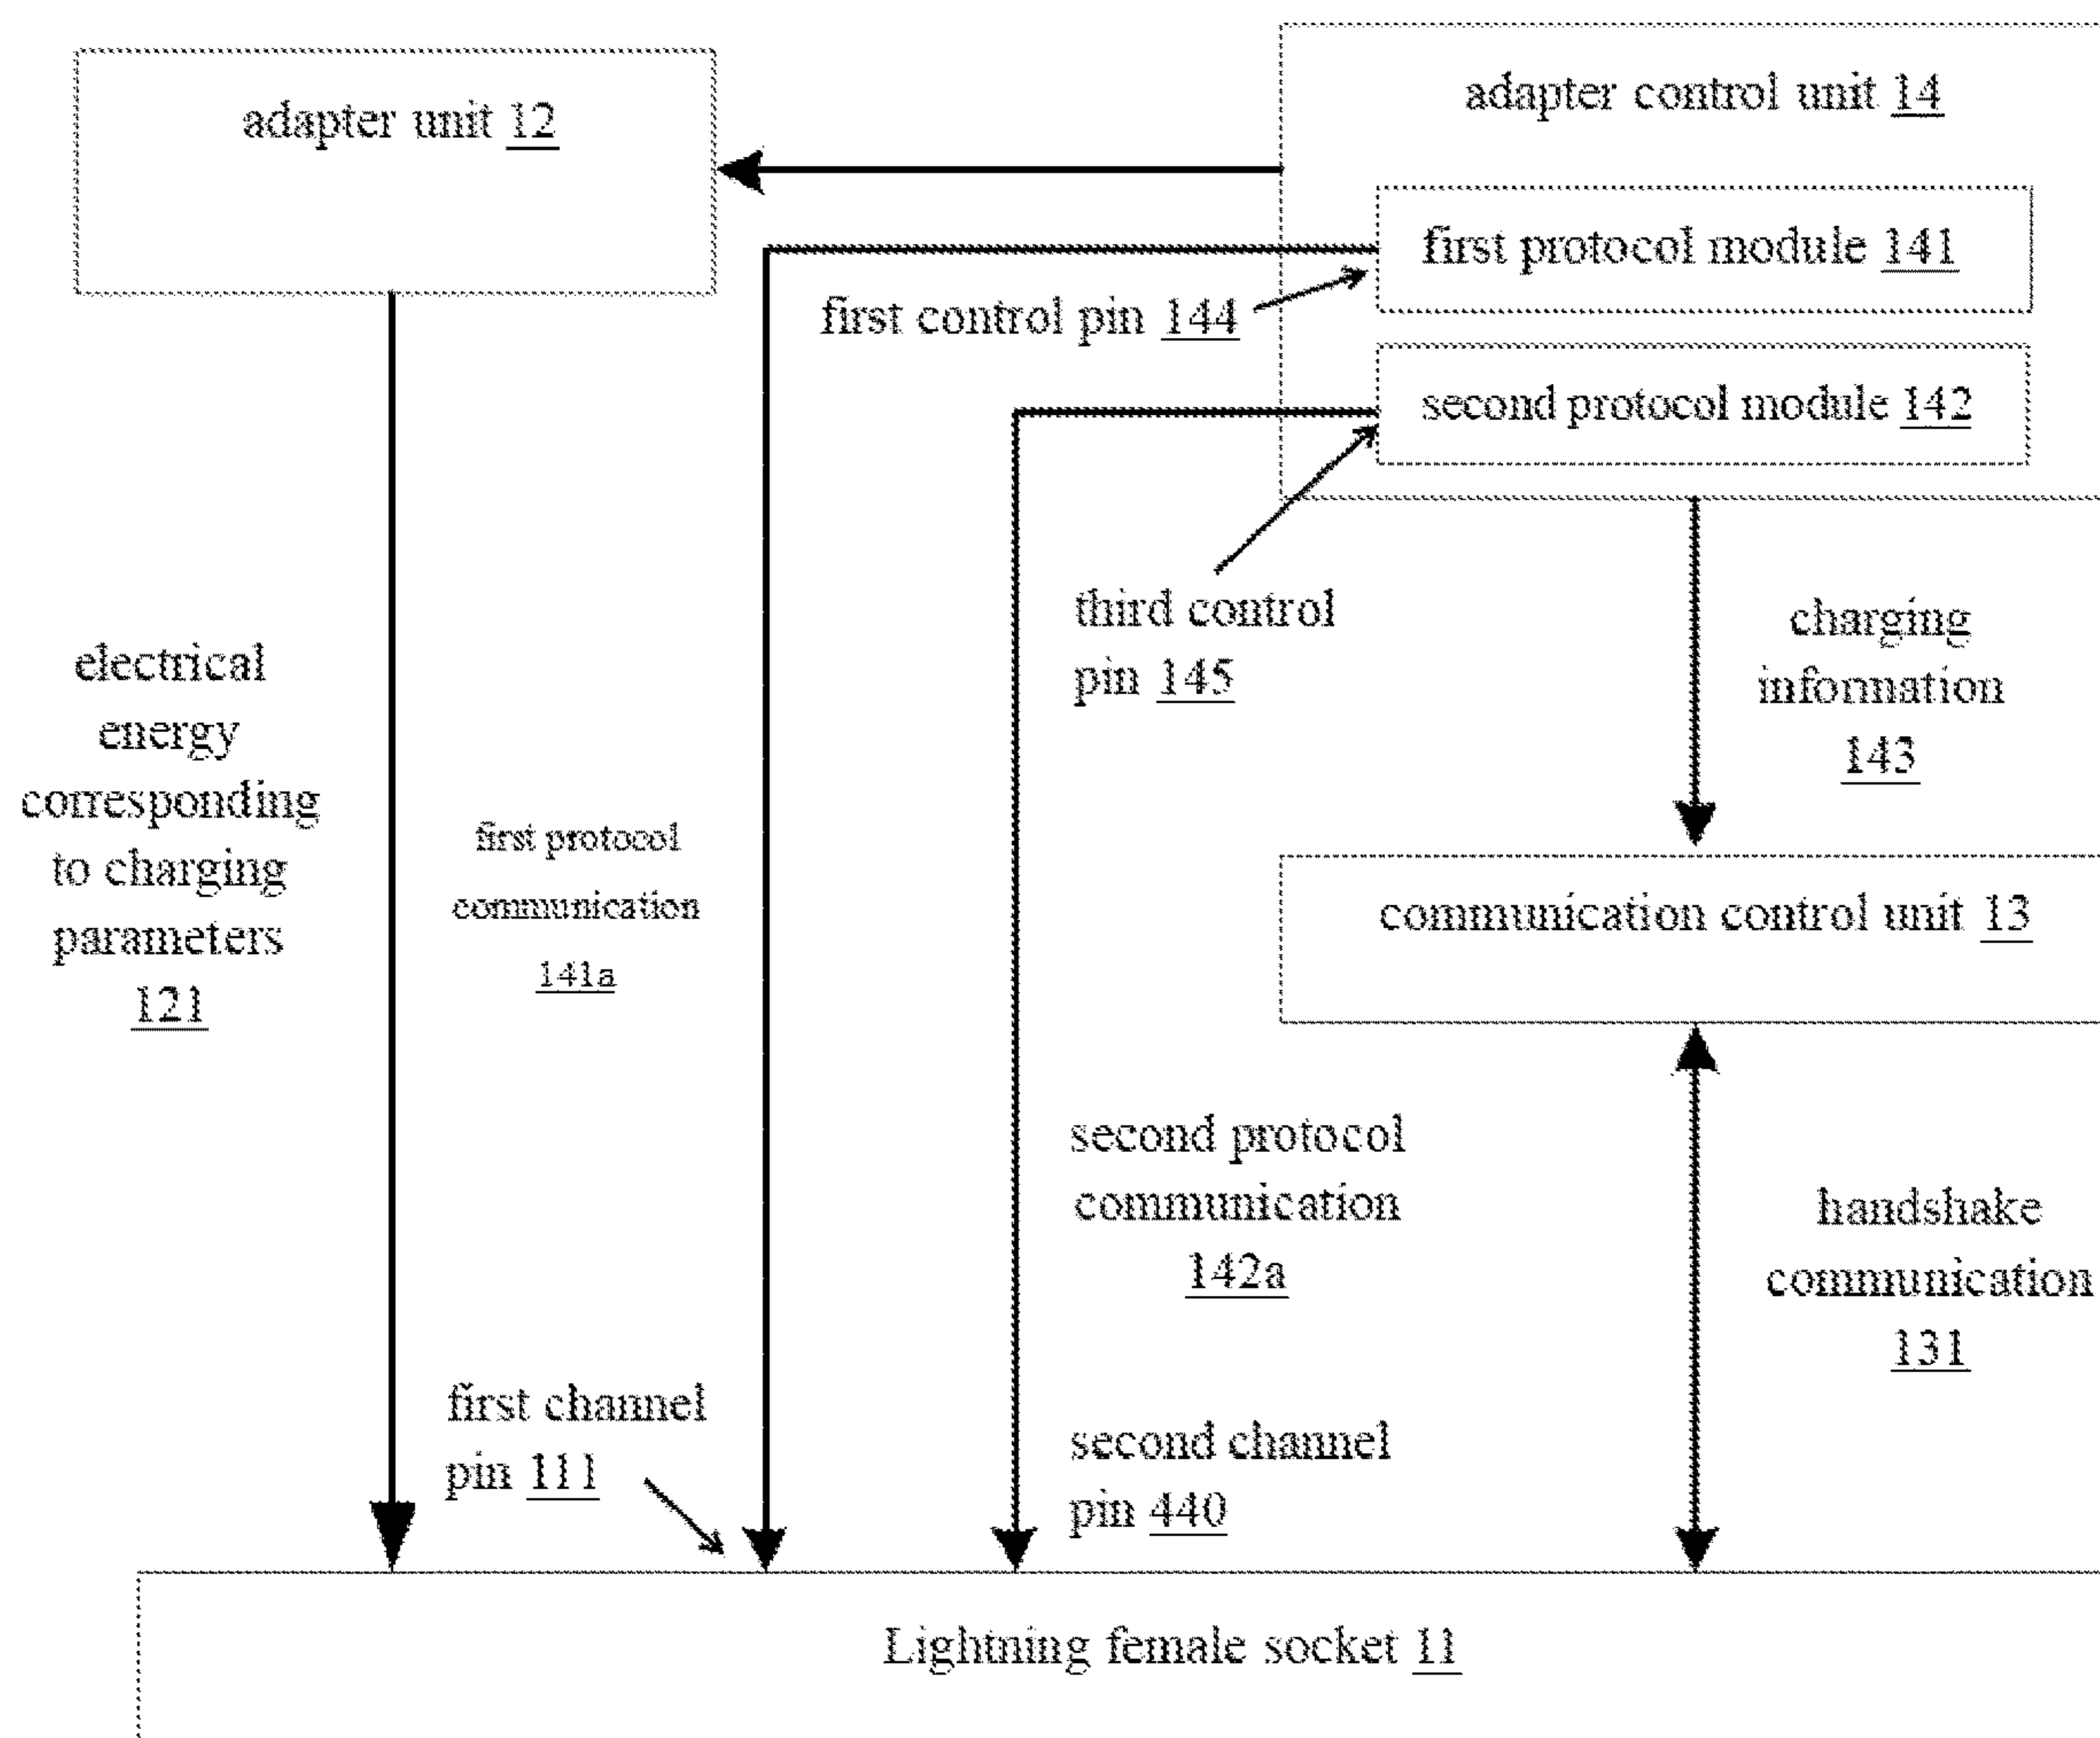 adapter unit 12
adapter control unit 14
first protocol module 141
first control pin 144
second protocol module 142
third control
pin 145
charging
information
143
electrical
energy
corresponding
to charging
parameters
121
first protocol
communication
141a
communication control unit 13
second protocol
communication
142a
handshake
communication
131
first channel
pin 111
second channel
pin 440
Lightning female socket 11